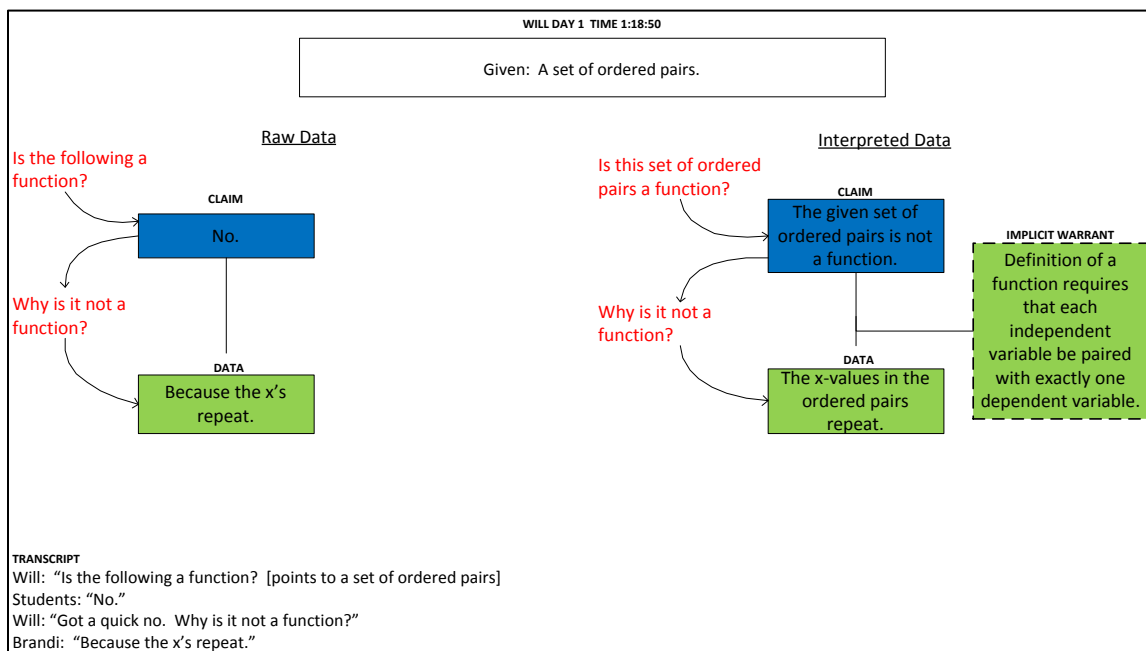 WILL DAY 1 TIME 1:18:50
Given: A set of ordered pairs.
Raw Data
Is the following a
function?
CLAIM
No.
Why is it not a
function?
DATA
Because the x's
repeat.
Interpreted Data
Is this set of ordered
pairs a function?
CLAIM
The given set of
ordered pairs is not
a function.
IMPLICIT WARRANT
Definition of a
function requires
that each
independent
variable be paired
with exactly one
dependent variable.
Why is it not a
function?
DATA
The x-values in the
ordered pairs
repeat.
TRANSCRIPT
Will: “Is the following a function? [points to a set of ordered pairs]
Students: “No.”
Will: “Got a quick no. Why is it not a function?”
Brandi: “Because the x’s repeat.”